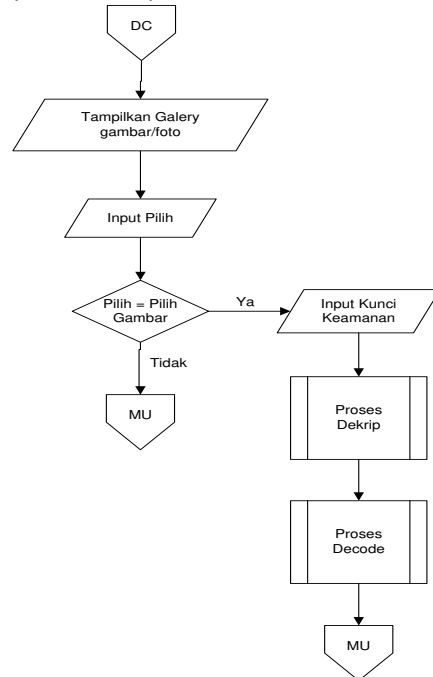 DC
Tampilkan Galery
gambar/foto
Input Pilih
Pilih = Pilih
Gambar
Ya
Input Kunci
Keamanan
Tidak
MU
Proses
Dekrip
Proses
Decode
MU